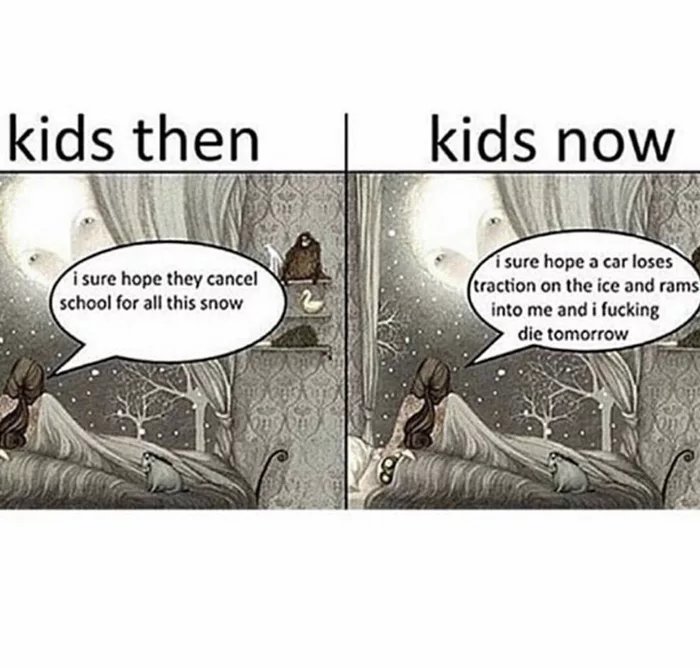 kids then
kids now
i sure hope they cancel
school for all this snow
i sure hope a car loses
traction on the ice and rams
into me and i fucking
die tomorrow